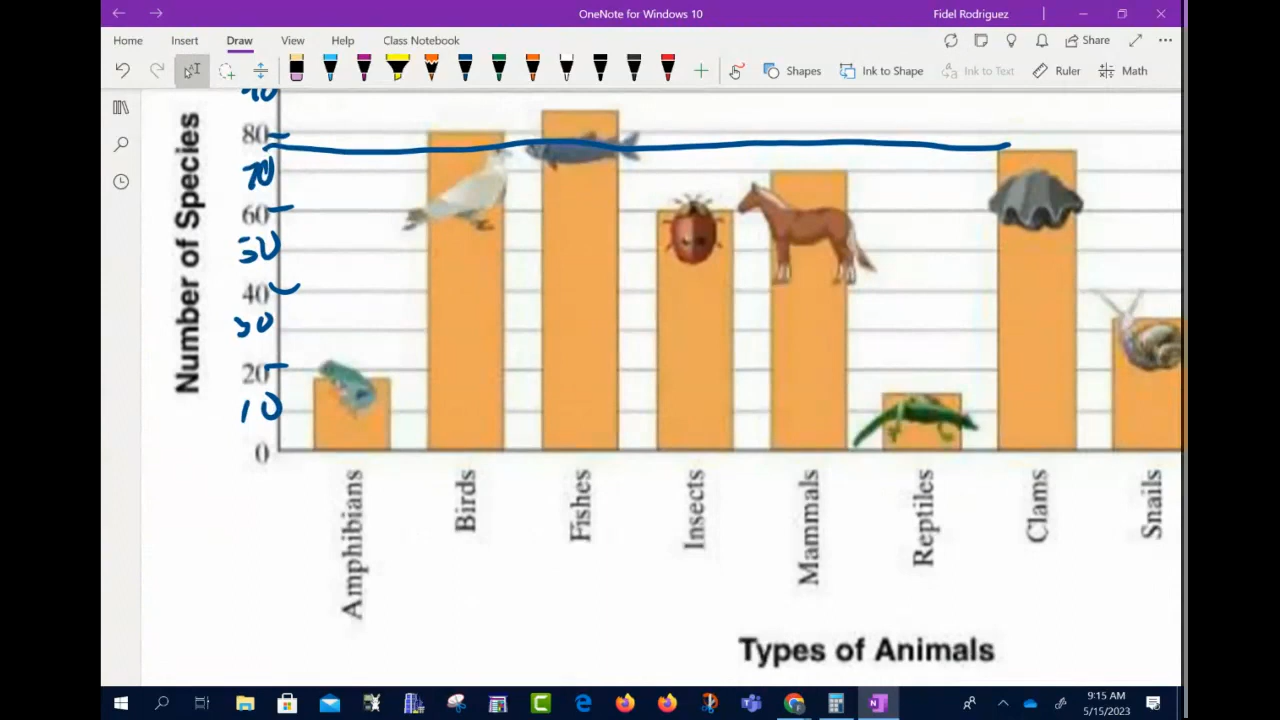 OneNote for Windows 10
Fidel Rodriguez
Home Insert Draw View Help Class Notebook
Share
Shapes Ink to Shape Ink to Text Ruler Math
Number of Species
80
70
60
50
40
30
20
10
0
Amphibians
Birds
Fishes
Insects
Mammals
Reptiles
Clams
Snails
Types of Animals
9:15 AM
5/15/2023